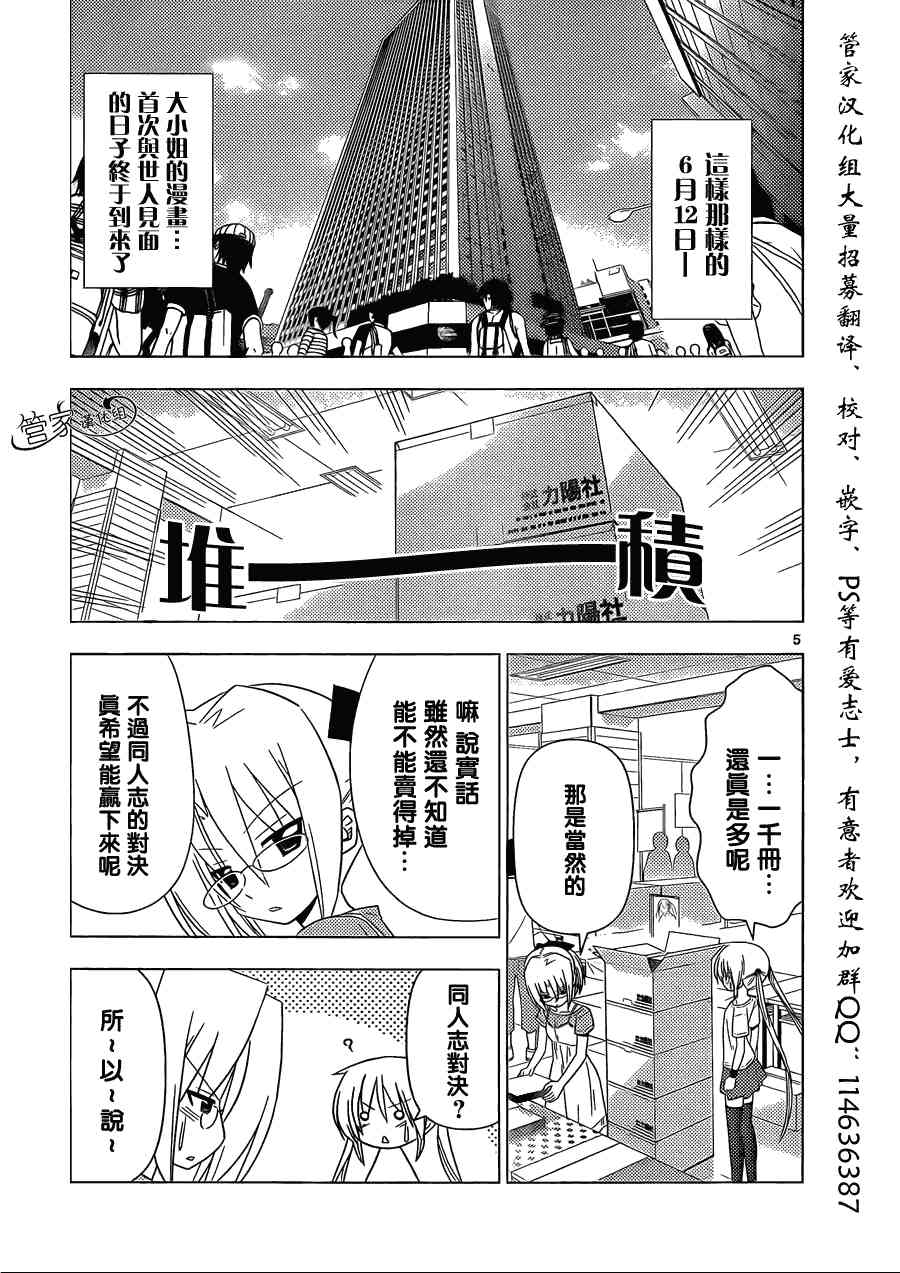 這樣那樣的
6月12日—
大小姐的漫畫…
首次與世人見面
的日子終于到來了
管家漢化組
力陽社
堆—積
力陽社
5
一…一千冊…
還眞是多呢
那是當然的
嘛 說實話
雖然還不知道
能不能賣得掉…
不過同人志的對決
眞希望能贏下來呢
同人志對決?
?
所~以~說~
管家汉化组大量招募翻译、校对、嵌字、PS等有爱志士，有意者欢迎加群QQ：114636387